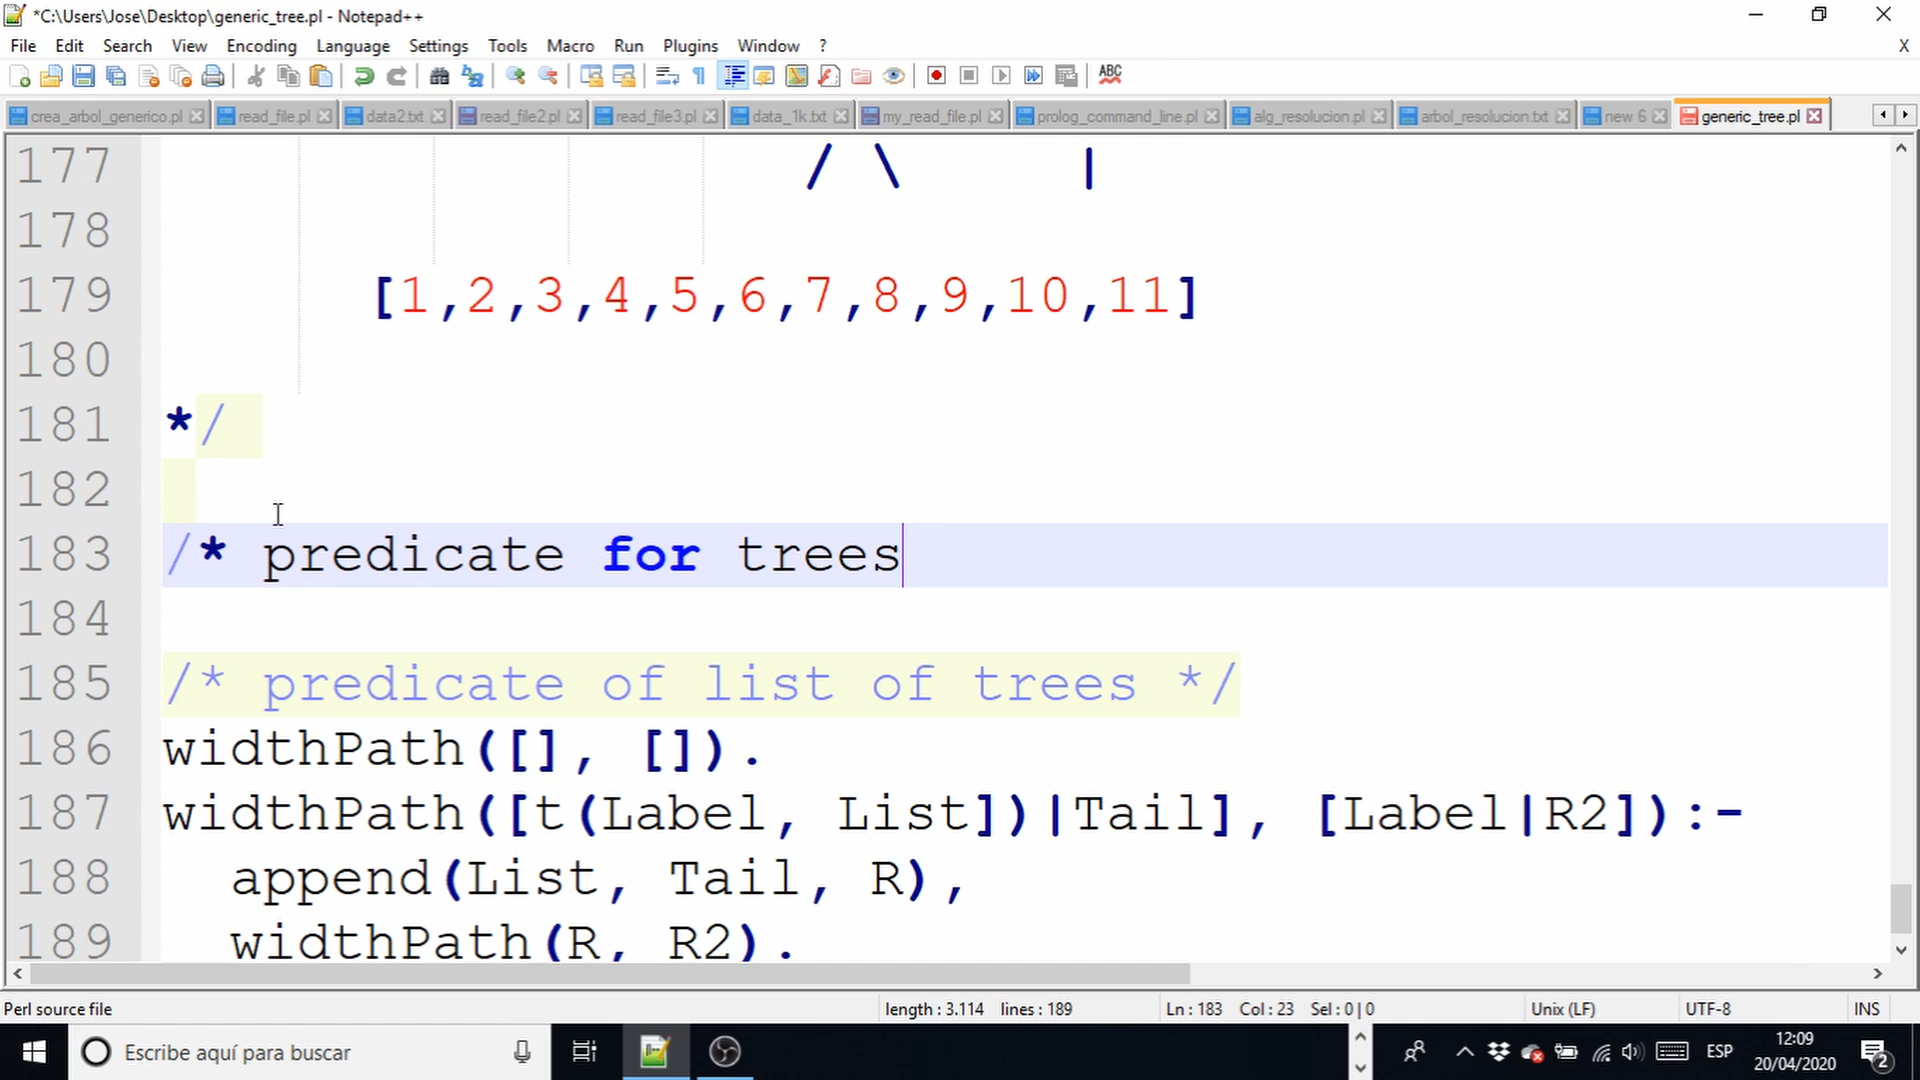 *C:\Users\Jose\Desktop\generic_tree.pl - Notepad++
File Edit Search View Encoding Language Settings Tools Macro Run Plugins Window ? X
crea_arbol_generico.pl read_file.pl data2.txt read_file2.pl read_file3.pl data_1k.txt my_read_file.pl prolog_command_line.pl alg_resolucion.pl arbol_resolucion.txt new 6 generic_tree.pl
177 / \ |
178
179 [1,2,3,4,5,6,7,8,9,10,11]
180
181 */
182
183 /* predicate for trees
184
185 /* predicate of list of trees */
186 widthPath([], []).
187 widthPath([t(Label, List])|Tail], [Label|R2]):-
188 append(List, Tail, R),
189 widthPath(R, R2).
Perl source file length : 3.114 lines : 189 Ln : 183 Col : 23 Sel : 0 | 0 Unix (LF) UTF-8 INS
Escribe aquí para buscar ESP 12:09
20/04/2020 2